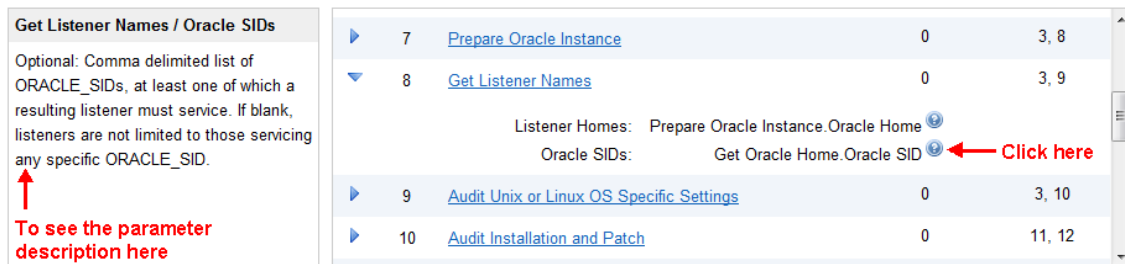 Get Listener Names / Oracle SIDs
Optional: Comma delimited list of
ORACLE_SIDs, at least one of which a
resulting listener must service. If blank,
listeners are not limited to those servicing
any specific ORACLE_SID.
To see the parameter
description here
7 Prepare Oracle Instance 0 3, 8
8 Get Listener Names 0 3, 9
Listener Homes: Prepare Oracle Instance.Oracle Home ?
Oracle SIDs: Get Oracle Home.Oracle SID ? Click here
9 Audit Unix or Linux OS Specific Settings 0 3, 10
10 Audit Installation and Patch 0 11, 12